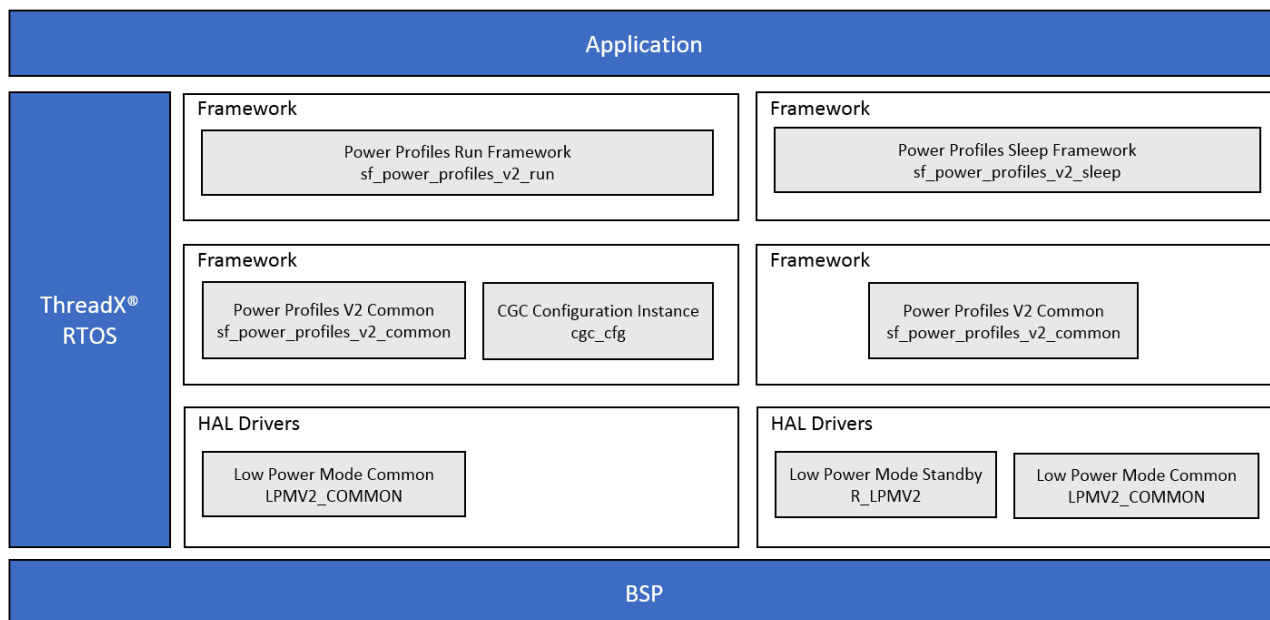 Application
ThreadX®
RTOS
Framework
Power Profiles Run Framework
sf_power_profiles_v2_run
Framework
Power Profiles Sleep Framework
sf_power_profiles_v2_sleep
Framework
Power Profiles V2 Common
sf_power_profiles_v2_common
CGC Configuration Instance
cgc_cfg
Framework
Power Profiles V2 Common
sf_power_profiles_v2_common
HAL Drivers
Low Power Mode Common
LPMV2_COMMON
HAL Drivers
Low Power Mode Standby
R_LPMV2
Low Power Mode Common
LPMV2_COMMON
BSP